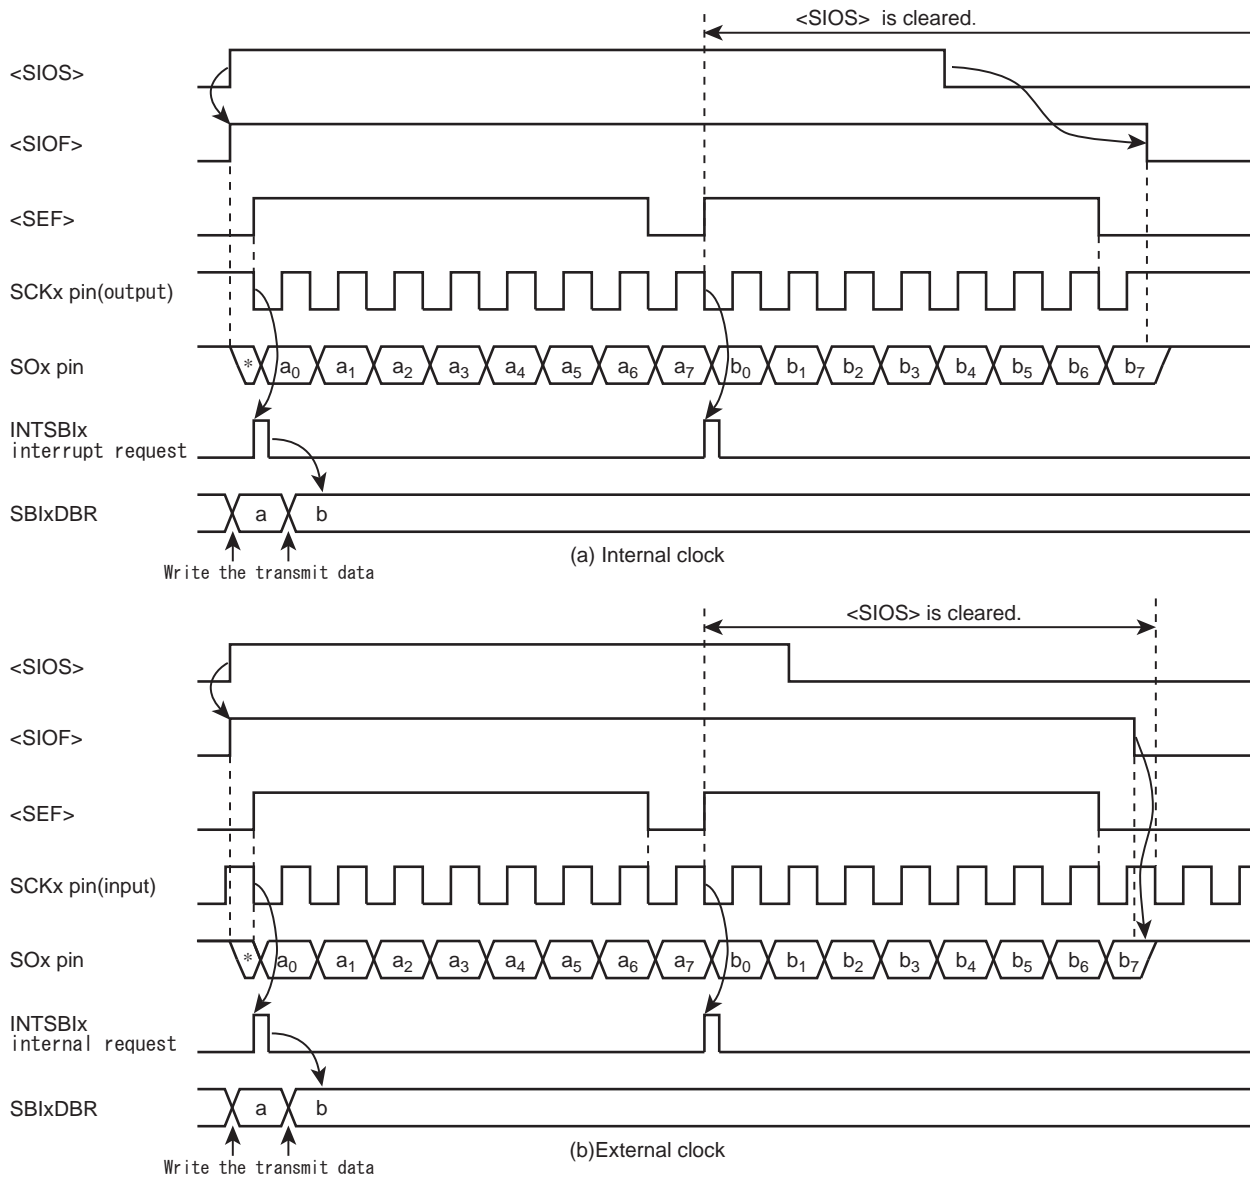 <SIOS> is cleared.
<SIOS>
<SIOF>
<SEF>
SCKx pin(output)
SOx pin
* a0 a1 a2 a3 a4 a5 a6 a7 b0 b1 b2 b3 b4 b5 b6 b7
INTSBIx
interrupt request
SBIxDBR
a b
(a) Internal clock
Write the transmit data
<SIOS> is cleared.
<SIOS>
<SIOF>
<SEF>
SCKx pin(input)
SOx pin
* a0 a1 a2 a3 a4 a5 a6 a7 b0 b1 b2 b3 b4 b5 b6 b7
INTSBIx
internal request
SBIxDBR
a b
(b)External clock
Write the transmit data